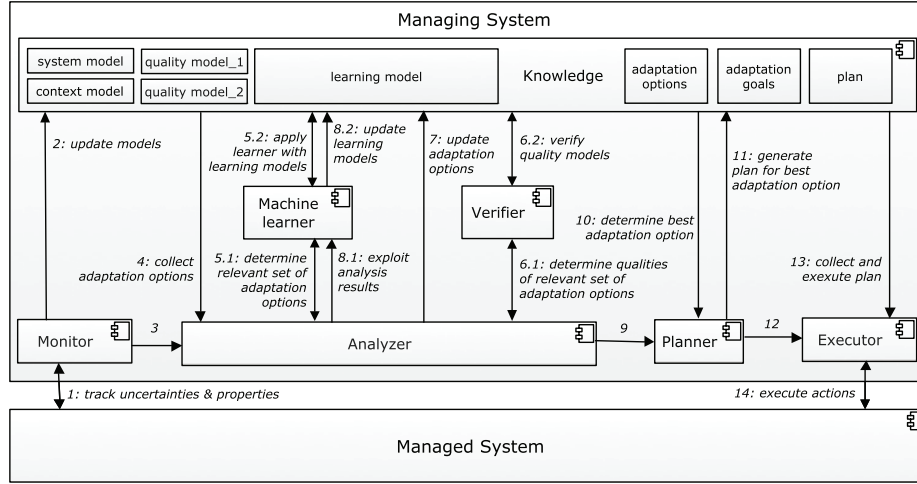 Managing System
system model
quality model_1
context model
quality model_2
learning model
Knowledge
adaptation
options
adaptation
goals
plan
2: update models
5.2: apply
learner with
learning models
8.2: update
learning
models
7: update
adaptation
options
6.2: verify
quality models
11: generate
plan for best
adaptation option
Machine
learner
Verifier
10: determine best
adaptation option
4: collect
adaptation options
5.1: determine
relevant set of
adaptation
options
8.1: exploit
analysis
results
6.1: determine qualities
of relevant set of
adaptation options
13: collect and
exexute plan
Monitor
3
Analyzer
9
Planner
12
Executor
1: track uncertainties & properties
14: execute actions
Managed System